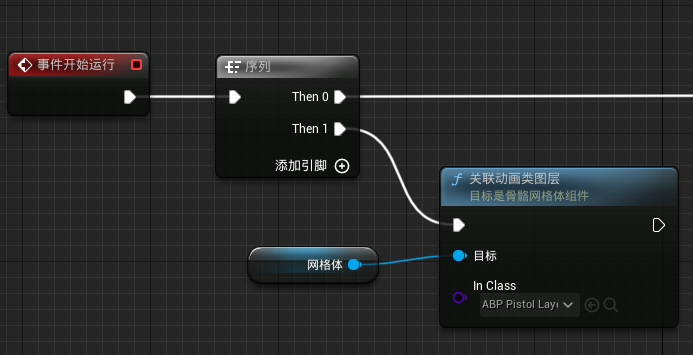 事件开始运行
序列
Then 0
Then 1
添加引脚
关联动画类图层
目标是骨骼网格体组件
网格体
目标
In Class
ABP Pistol Laye